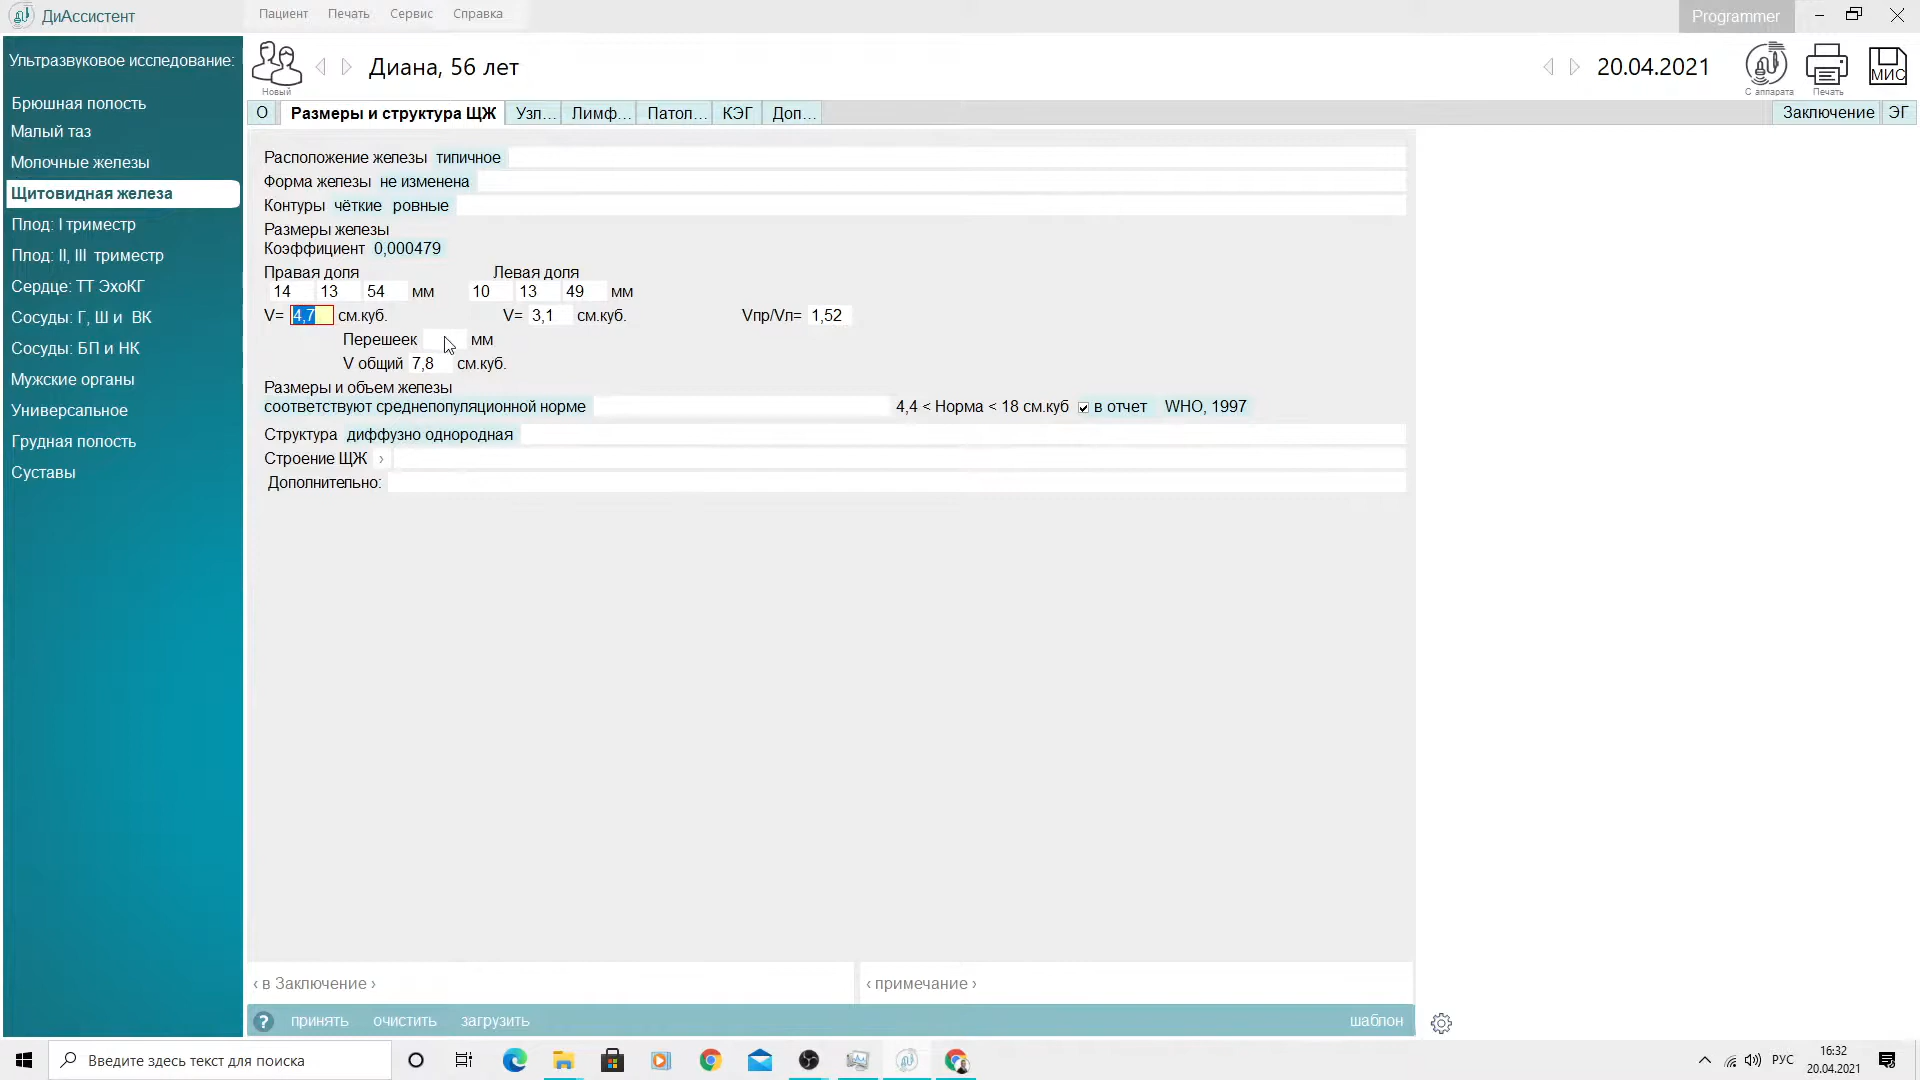 ДиАссистент
Пациент Печать Сервис Справка
Programmer
Ультразвуковое исследование:
Брюшная полость
Малый таз
Молочные железы
Щитовидная железа
Плод: I триместр
Плод: II, III триместр
Сердце: ТТ ЭхоКГ
Сосуды: Г, Ш и ВК
Сосуды: БП и НК
Мужские органы
Универсальное
Грудная полость
Суставы
Новый
Диана, 56 лет
20.04.2021
С аппарата
Печать
МИС
О Размеры и структура ЩЖ Узл... Лимф... Патол... КЭГ Доп...
Заключение ЭГ
Расположение железы типичное
Форма железы не изменена
Контуры чёткие ровные
Размеры железы
Коэффициент 0,000479
Правая доля Левая доля
14 13 54 мм 10 13 49 мм
V= 4,7 см.куб. V= 3,1 см.куб. Vпр/Vл= 1,52
Перешеек мм
V общий 7,8 см.куб.
Размеры и объем железы
соответствуют среднепопуляционной норме 4,4 < Норма < 18 см.куб в отчет WHO, 1997
Структура диффузно однородная
Строение ЩЖ ›
Дополнительно:
‹ в Заключение › ‹ примечание ›
? принять очистить загрузить шаблон
Введите здесь текст для поиска
РУС
16:32
20.04.2021